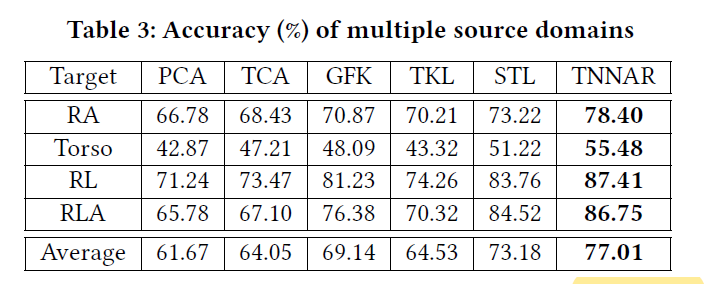 Table 3: Accuracy (%) of multiple source domains
Target PCA TCA GFK TKL STL TNNAR
RA 66.78 68.43 70.87 70.21 73.22 78.40
Torso 42.87 47.21 48.09 43.32 51.22 55.48
RL 71.24 73.47 81.23 74.26 83.76 87.41
RLA 65.78 67.10 76.38 70.32 84.52 86.75
Average 61.67 64.05 69.14 64.53 73.18 77.01